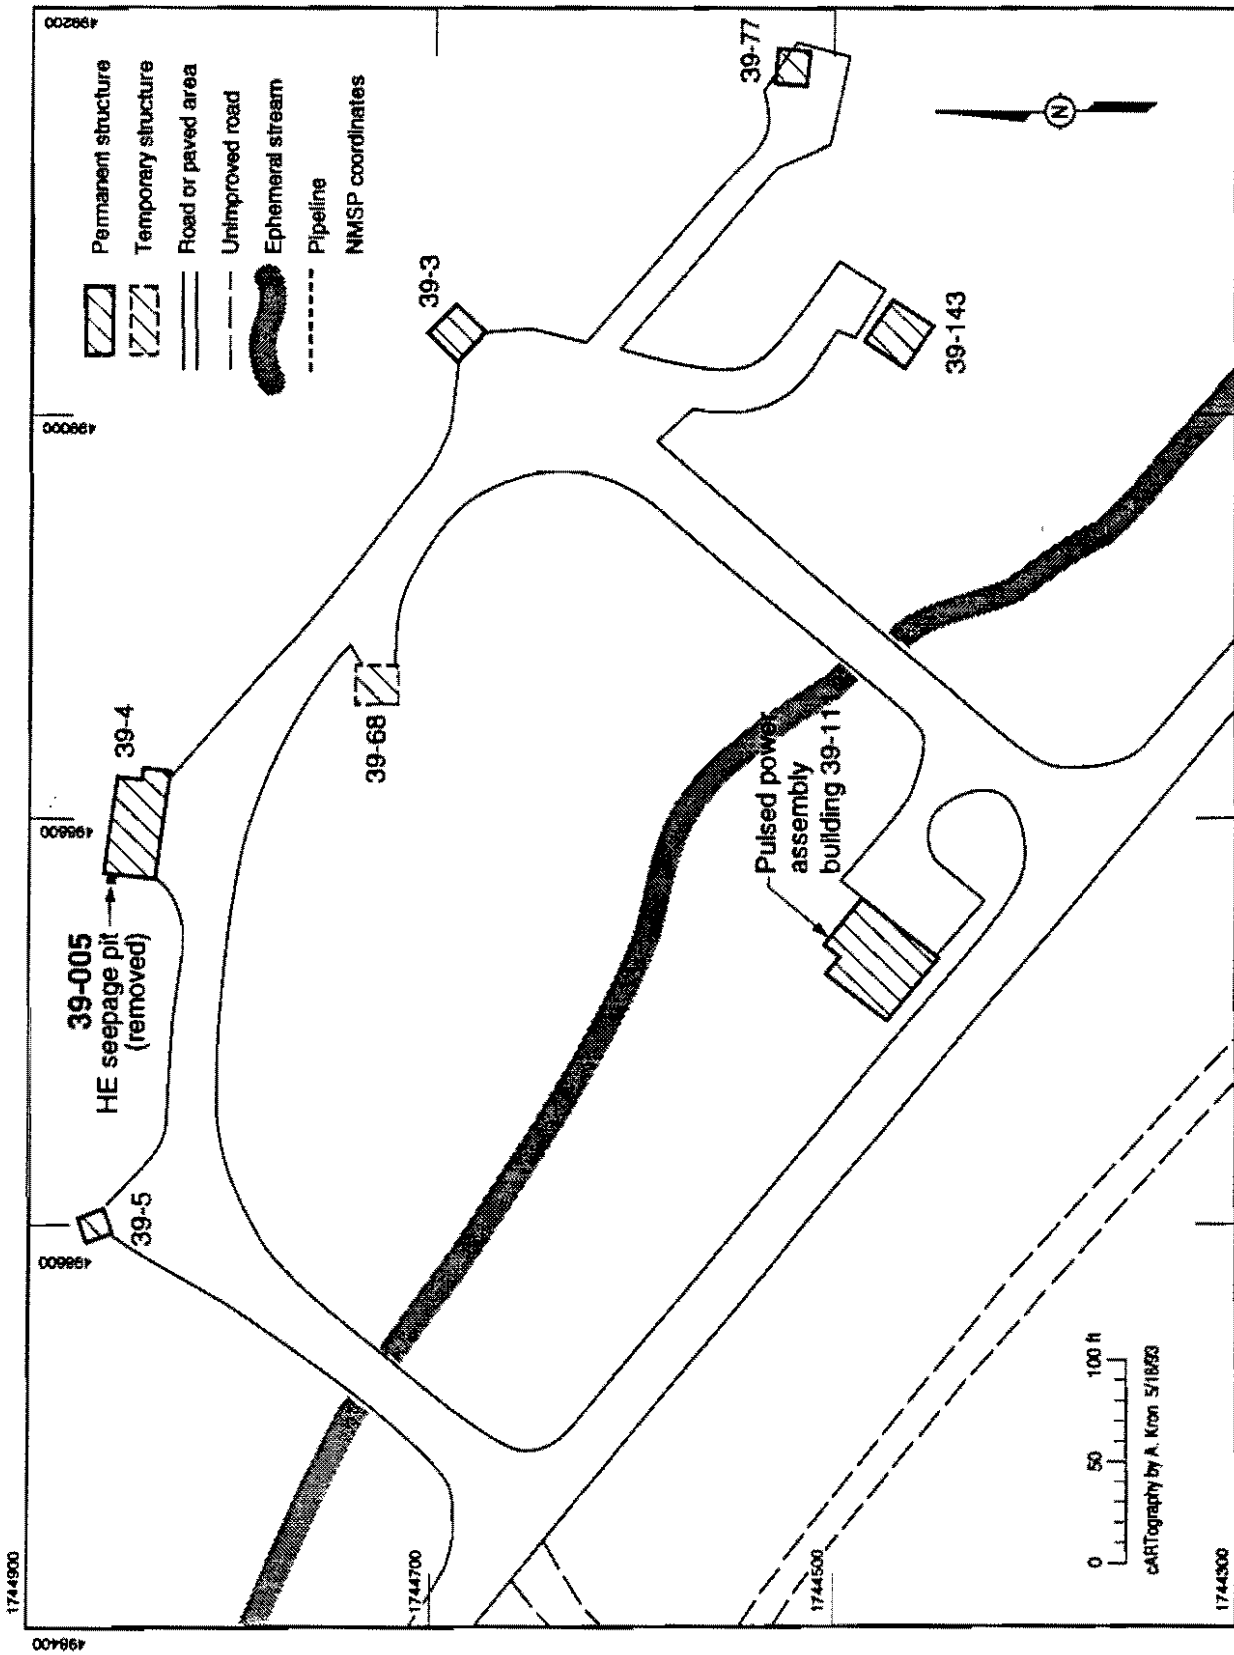 Permanent structure
Temporary structure
Road or paved area
Unimproved road
Ephemeral stream
Pipeline
NMSP coordinates
39-005
HE seepage pit
(removed)
39-4
39-5
39-68
39-3
39-77
39-143
Pulsed power
assembly
building 39-11
N
1744900
1744700
1744500
1744300
498400
498600
498800
499000
499200
0 50 100 ft
cARTography by A. Kron 5/18/93